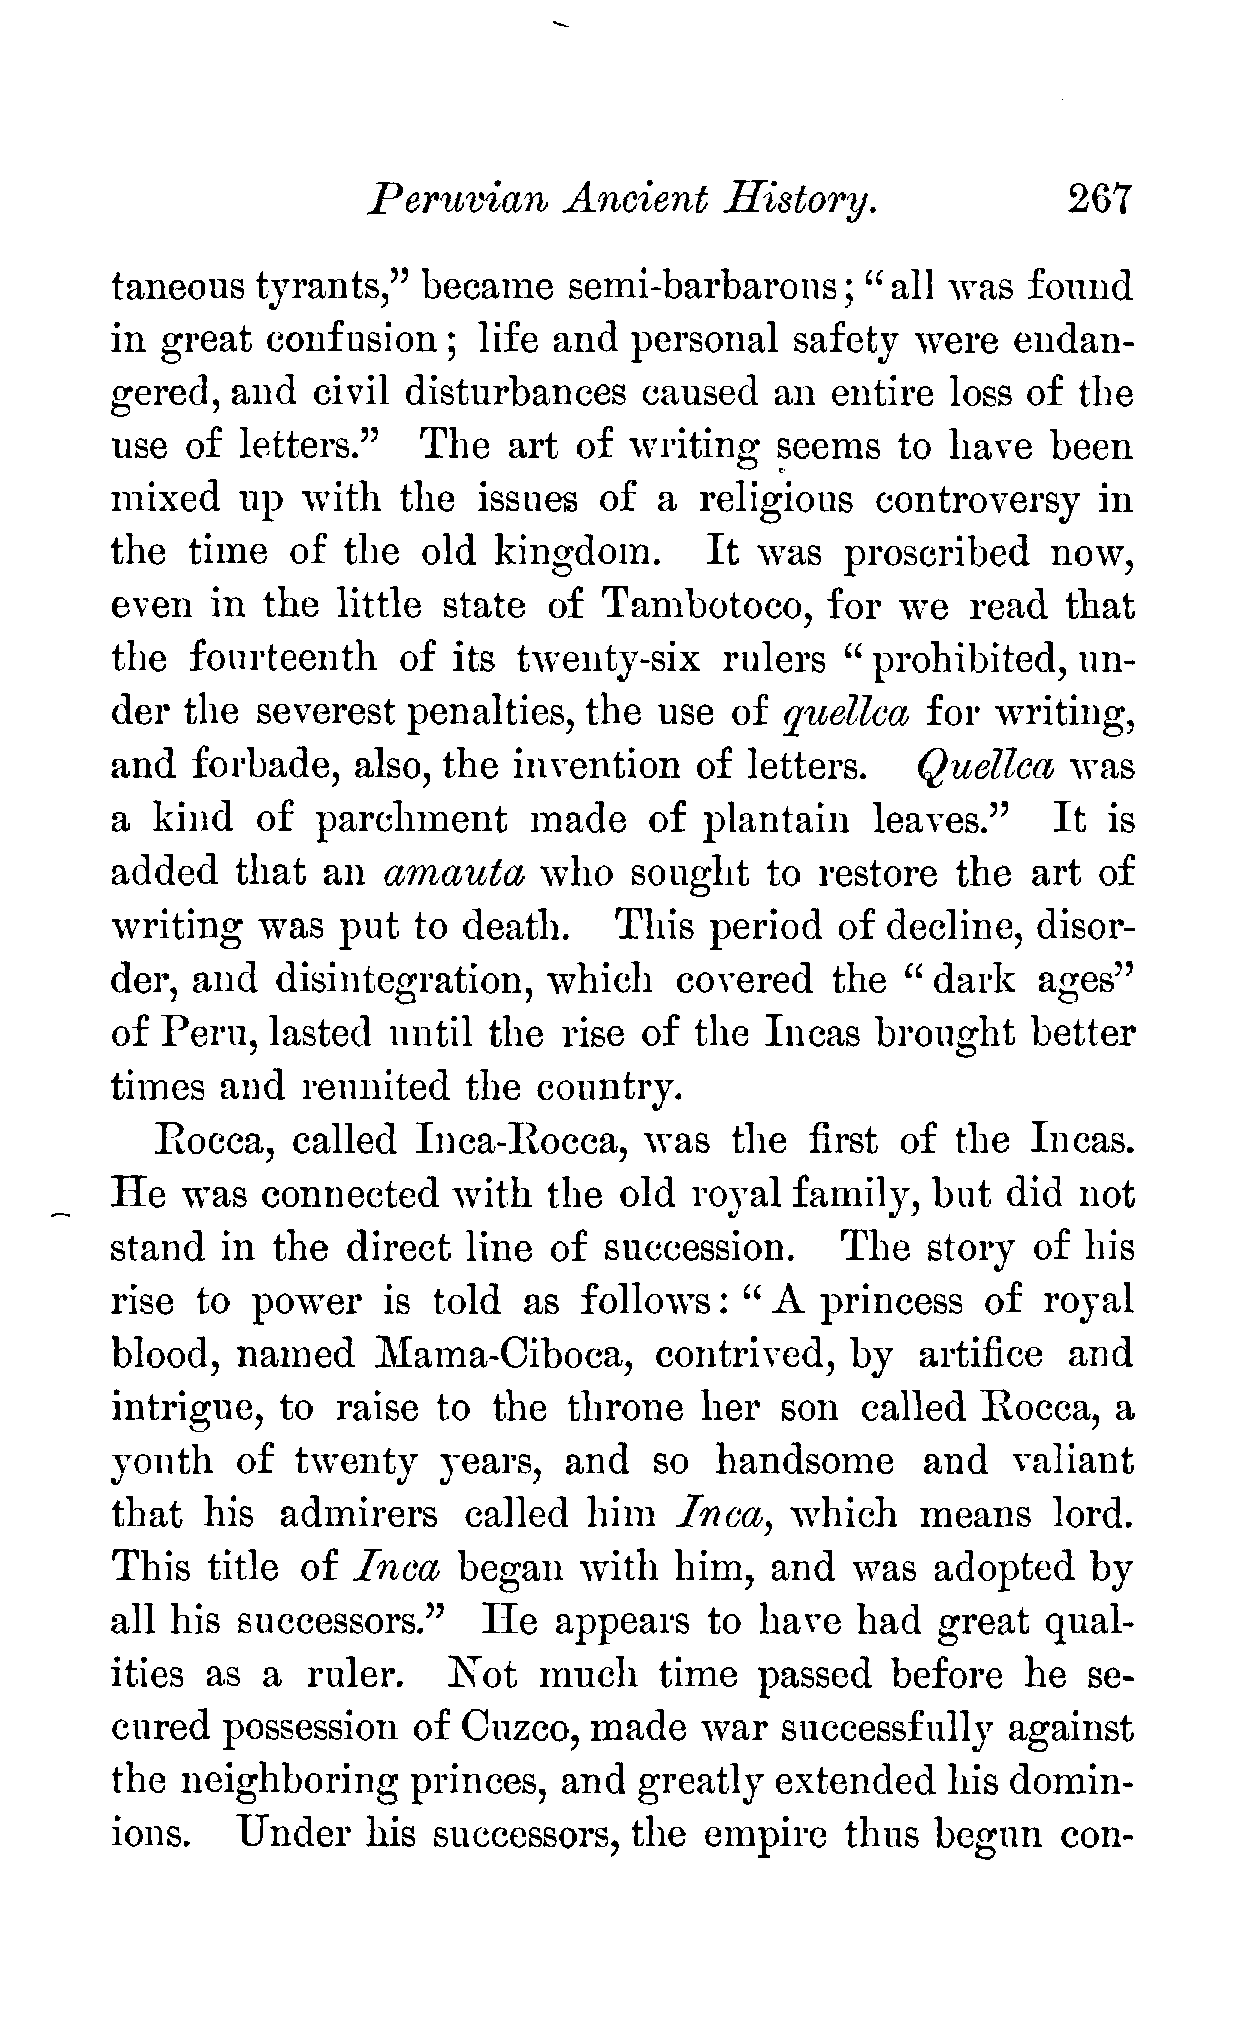 Peruvian Ancient History. 267
taneous tyrants,” became semi-barbarous; “all was found
in great confusion; life and personal safety were endan-
gered, and civil disturbances caused an entire loss of the
use of letters.” The art of writing seems to have been
mixed up with the issues of a religious controversy in
the time of the old kingdom. It was proscribed now,
even in the little state of Tambotoco, for we read that
the fourteenth of its twenty-six rulers “prohibited, un-
der the severest penalties, the use of quellca for writing,
and forbade, also, the invention of letters. Quellca was
a kind of parchment made of plantain leaves.” It is
added that an amauta who sought to restore the art of
writing was put to death. This period of decline, disor-
der, and disintegration, which covered the “dark ages”
of Peru, lasted until the rise of the Incas brought better
times and reunited the country.
Rocca, called Inca-Rocca, was the first of the Incas.
He was connected with the old royal family, but did not
stand in the direct line of succession. The story of his
rise to power is told as follows: “A princess of royal
blood, named Mama-Ciboca, contrived, by artifice and
intrigue, to raise to the throne her son called Rocca, a
youth of twenty years, and so handsome and valiant
that his admirers called him Inca, which means lord.
This title of Inca began with him, and was adopted by
all his successors.” He appears to have had great qual-
ities as a ruler. Not much time passed before he se-
cured possession of Cuzco, made war successfully against
the neighboring princes, and greatly extended his domin-
ions. Under his successors, the empire thus begun con-